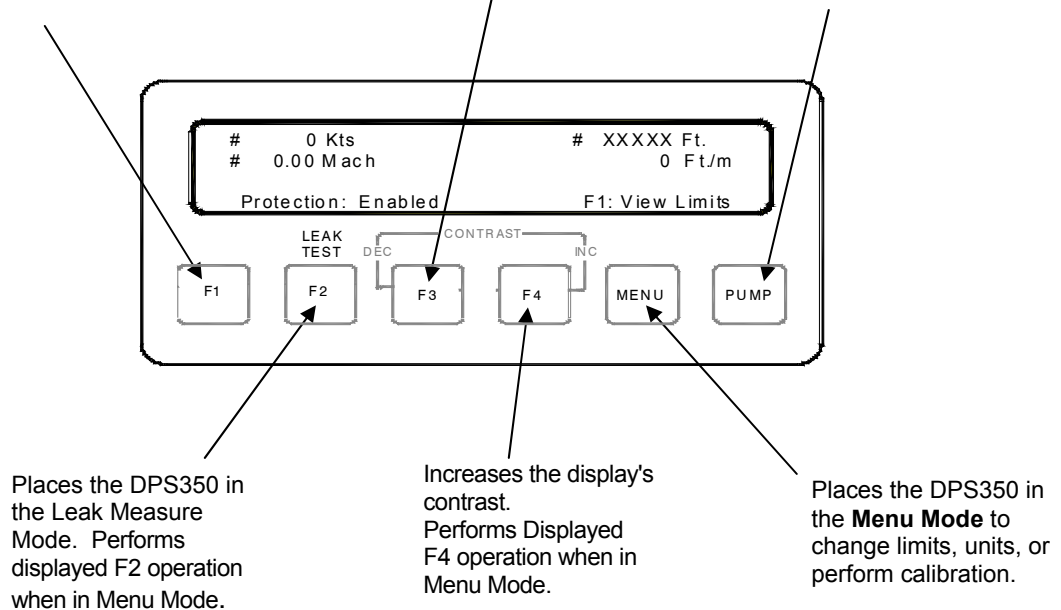 # 0 Kts # XXXXX Ft.
# 0.00 Mach 0 Ft./m
Protection: Enabled F1: View Limits
LEAK
TEST
DEC CONTRAST INC
F1 F2 F3 F4 MENU PUMP
Places the DPS350 in
the Leak Measure
Mode. Performs
displayed F2 operation
when in Menu Mode.
Increases the display's
contrast.
Performs Displayed
F4 operation when in
Menu Mode.
Places the DPS350 in
the Menu Mode to
change limits, units, or
perform calibration.